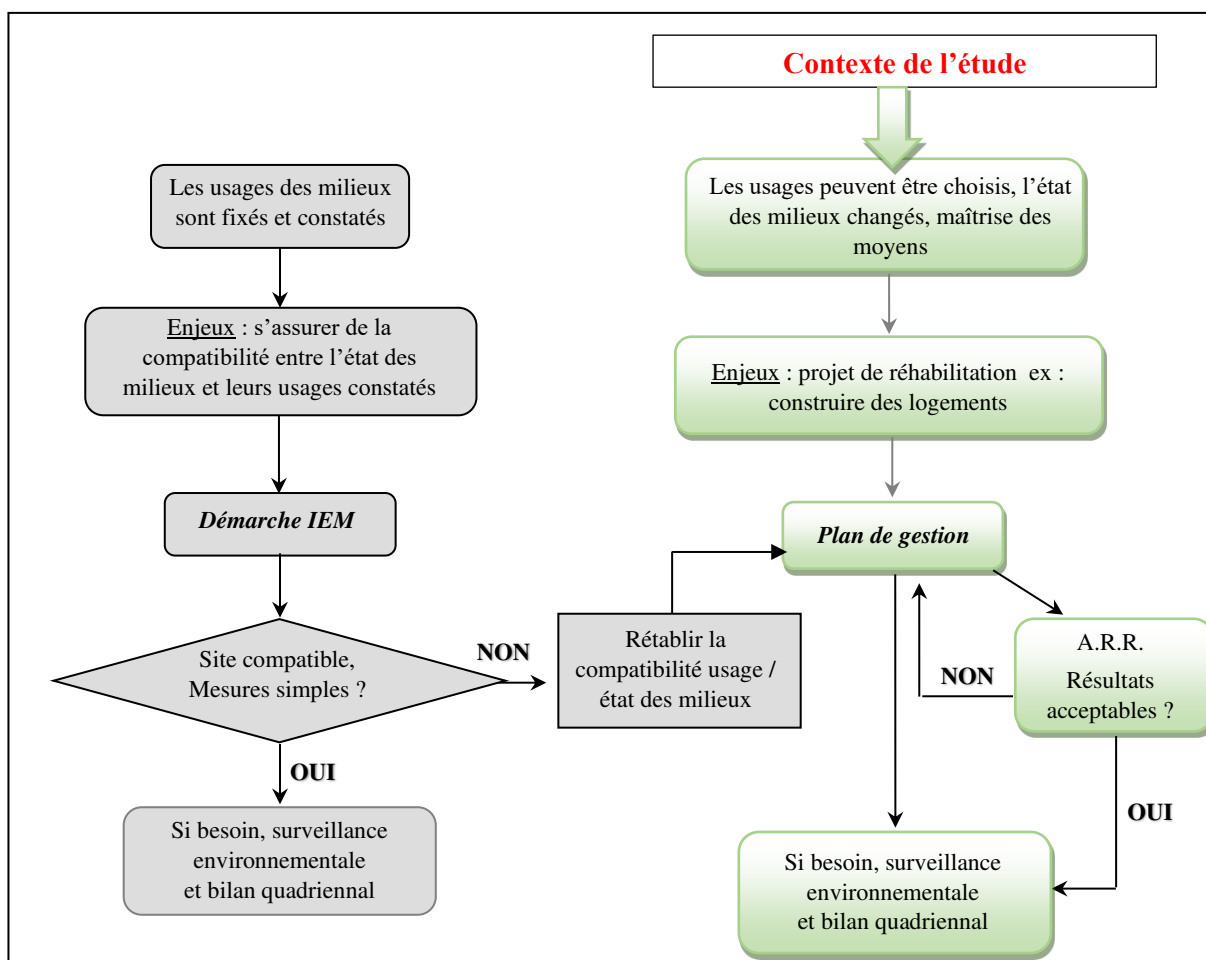 Contexte de l’étude
Les usages des milieux
sont fixés et constatés
Enjeux : s’assurer de la
compatibilité entre l’état des
milieux et leurs usages constatés
Démarche IEM
Site compatible,
Mesures simples ?
NON
OUI
Rétablir la
compatibilité usage /
état des milieux
Si besoin, surveillance
environnementale
et bilan quadriennal
Les usages peuvent être choisis, l’état
des milieux changés, maîtrise des
moyens
Enjeux : projet de réhabilitation ex :
construire des logements
Plan de gestion
A.R.R.
Résultats
acceptables ?
NON
OUI
Si besoin, surveillance
environnementale
et bilan quadriennal